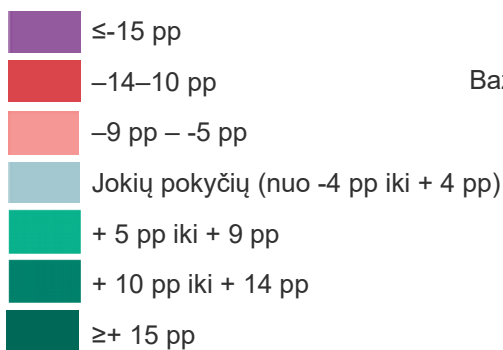 ≤-15 pp
–14–10 pp
–9 pp – -5 pp
Jokių pokyčių (nuo -4 pp iki + 4 pp)
+ 5 pp iki + 9 pp
+ 10 pp iki + 14 pp
≥+ 15 pp